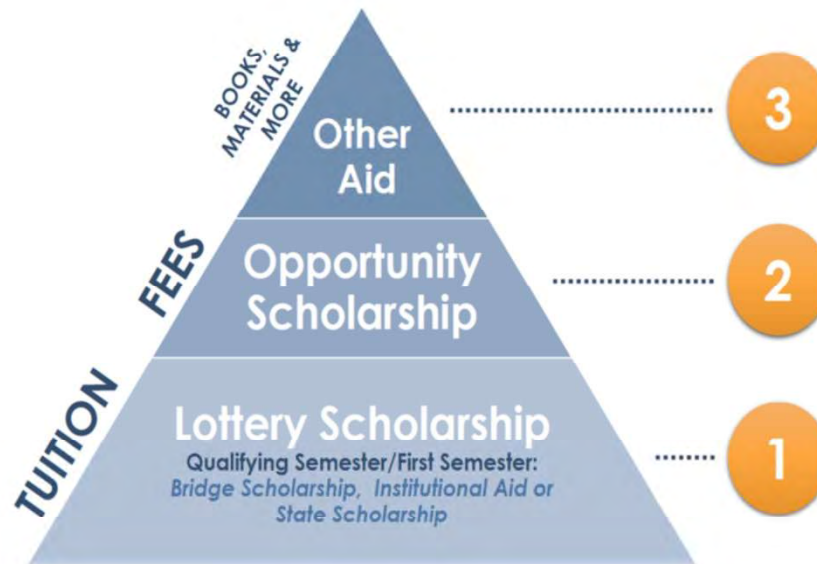 BOOKS,
MATERIALS &
MORE
Other
Aid
3
FEES
Opportunity
Scholarship
2
TUITION
Lottery Scholarship
Qualifying Semester/First Semester:
Bridge Scholarship, Institutional Aid or
State Scholarship
1